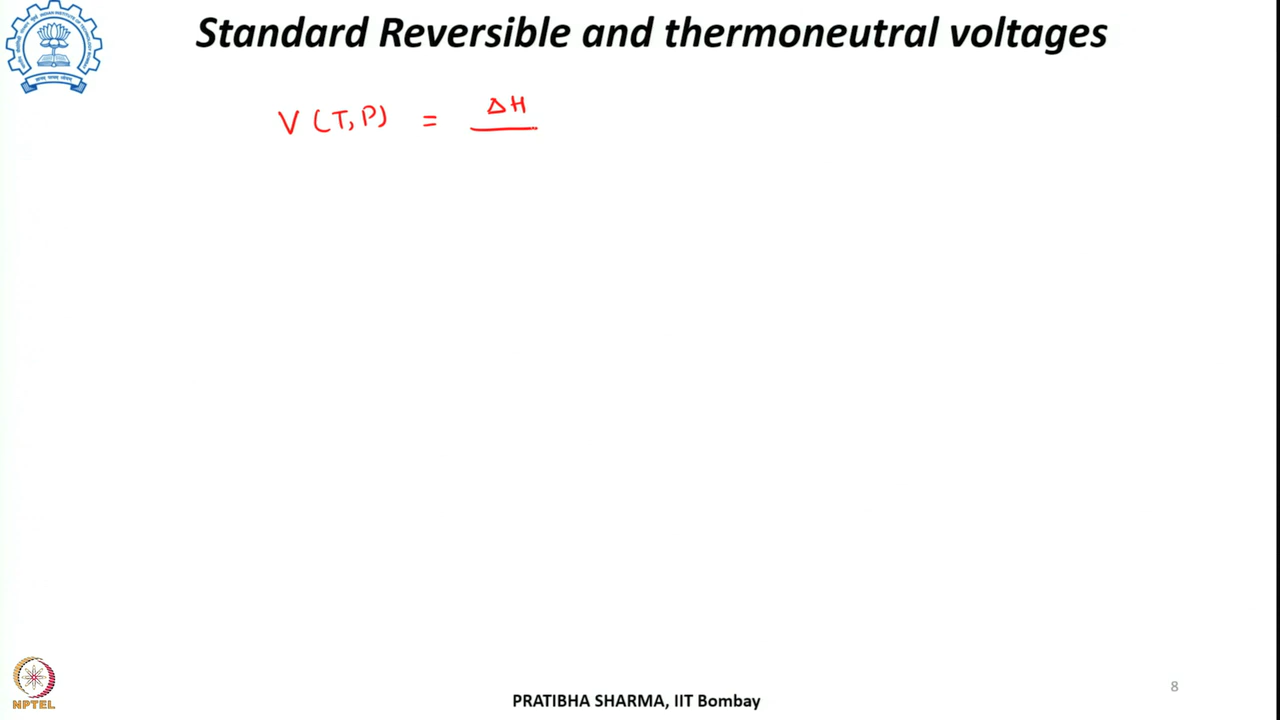 Standard Reversible and thermoneutral voltages
V (T, P) = ΔH
NPTEL
PRATIBHA SHARMA, IIT Bombay
8